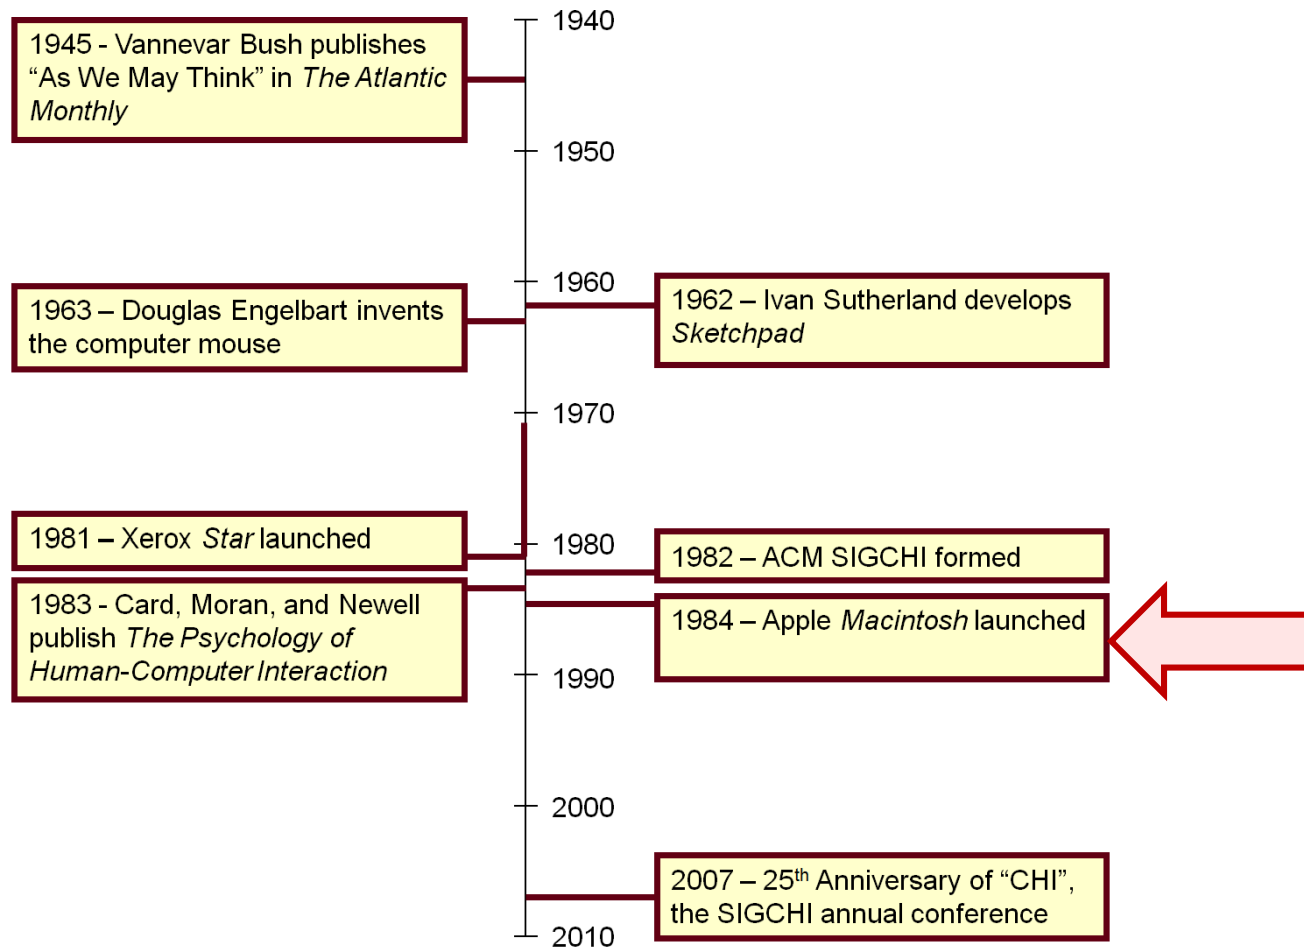 1940
1945 - Vannevar Bush publishes
“As We May Think” in The Atlantic
Monthly
1950
1960
1962 – Ivan Sutherland develops
Sketchpad
1963 – Douglas Engelbart invents
the computer mouse
1970
1981 – Xerox Star launched
1980
1982 – ACM SIGCHI formed
1983 - Card, Moran, and Newell
publish The Psychology of
Human-Computer Interaction
1984 – Apple Macintosh launched
1990
2000
2007 – 25th Anniversary of “CHI”,
the SIGCHI annual conference
2010